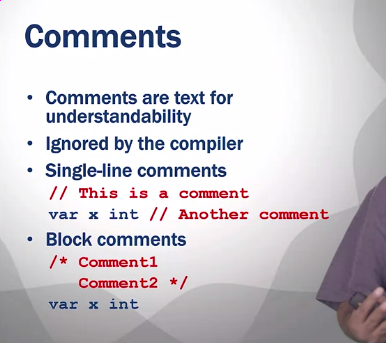 Comments
• Comments are text for
understandability
• Ignored by the compiler
• Single-line comments
// This is a comment
var x int // Another comment
• Block comments
/* Comment1
Comment2 */
var x int